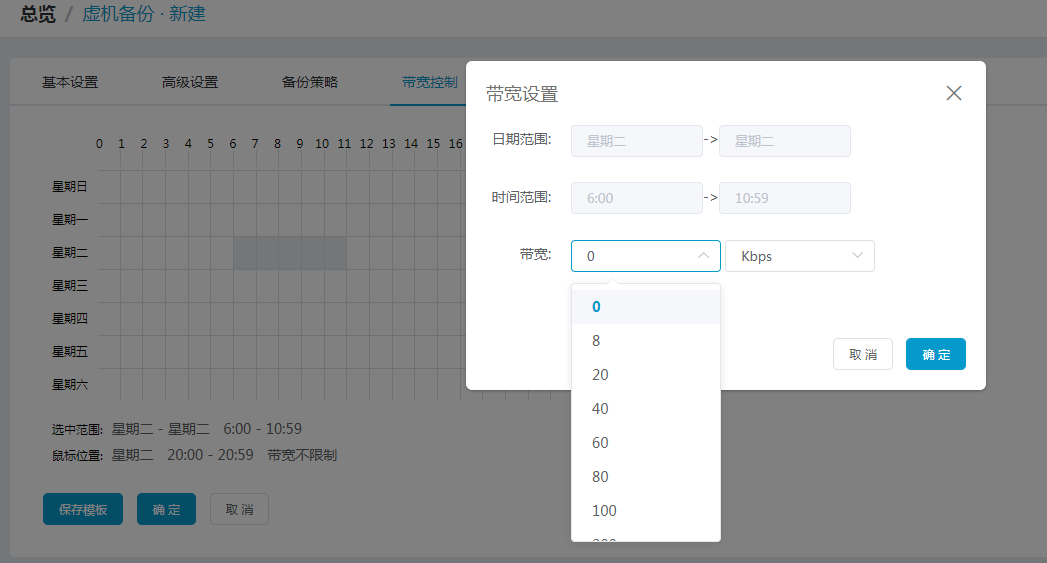 总览 / 虚机备份 · 新建
基本设置 高级设置 备份策略 带宽控制
带宽设置
日期范围: 星期二 -> 星期二
时间范围: 6:00 -> 10:59
带宽: 0 Kbps
0
8
20
40
60
80
100
取消 确定
0 1 2 3 4 5 6 7 8 9 10 11 12 13 14 15 16
星期日
星期一
星期二
星期三
星期四
星期五
星期六
选中范围: 星期二 - 星期二 6:00 - 10:59
鼠标位置: 星期二 20:00 - 20:59 带宽不限制
保存模板 确定 取消